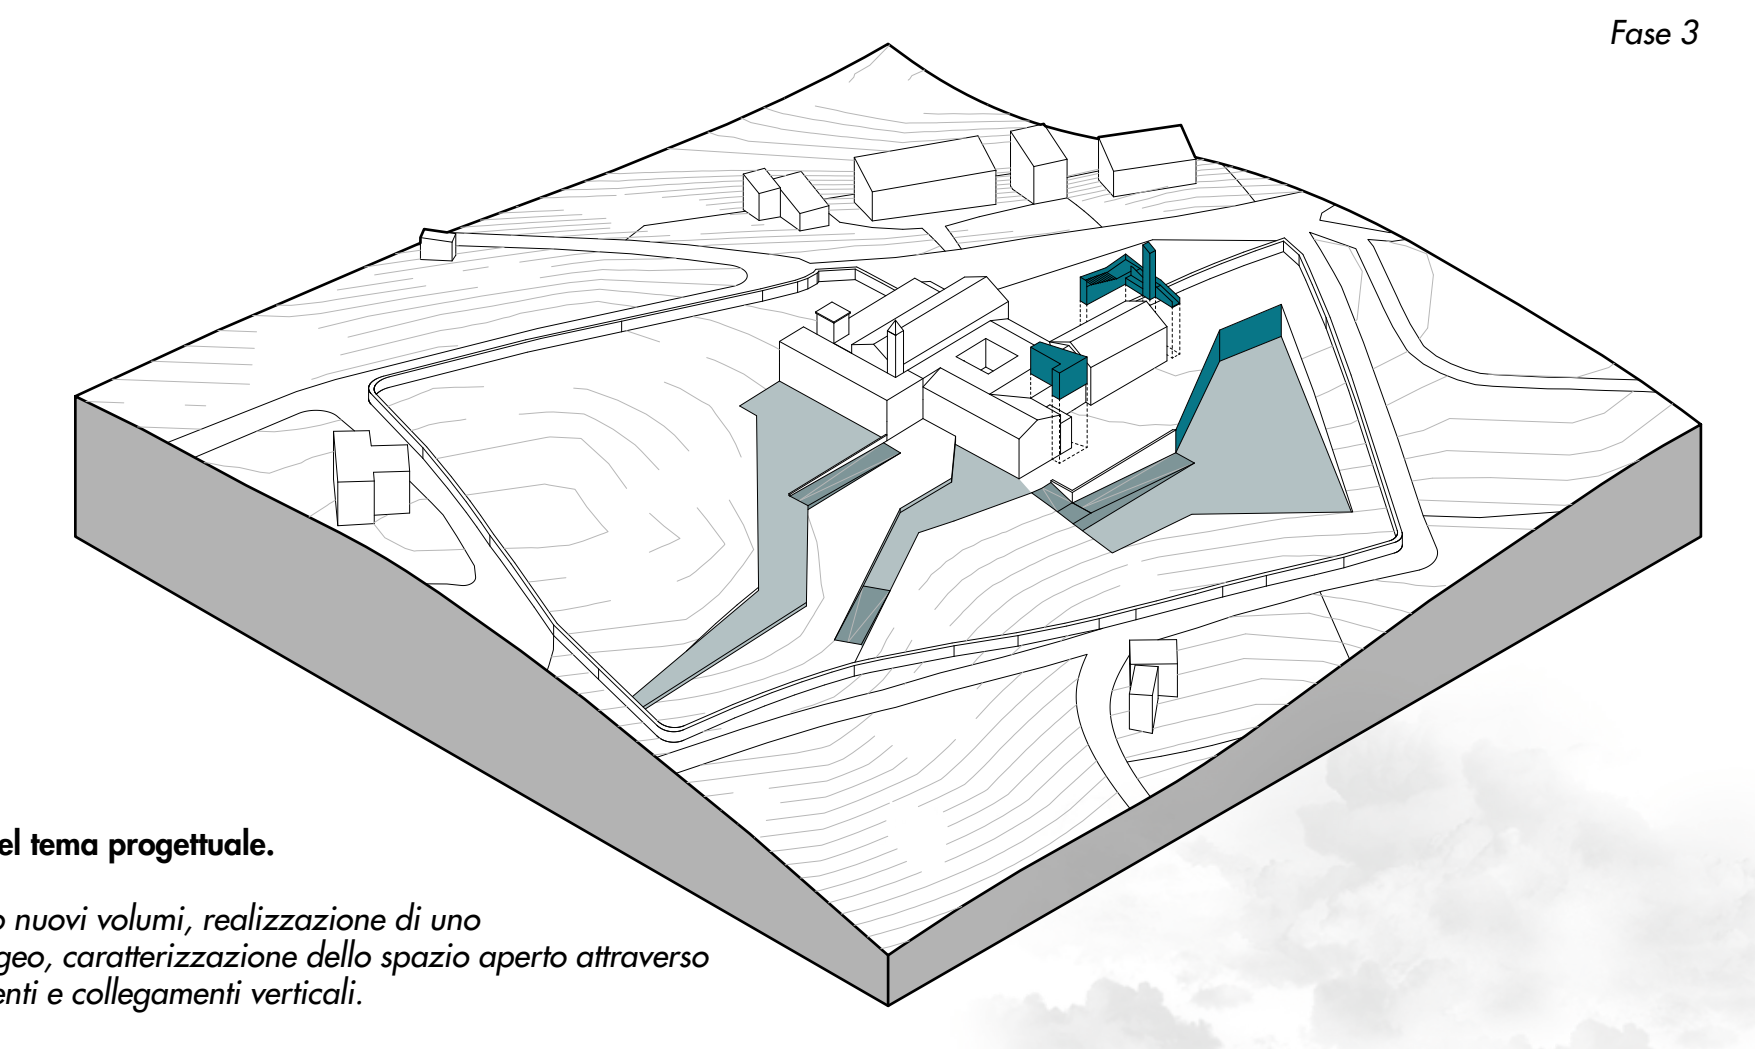 Fase 3
el tema progettuale.
nuovi volumi, realizzazione di uno
geo, caratterizzazione dello spazio aperto attraverso
enti e collegamenti verticali.